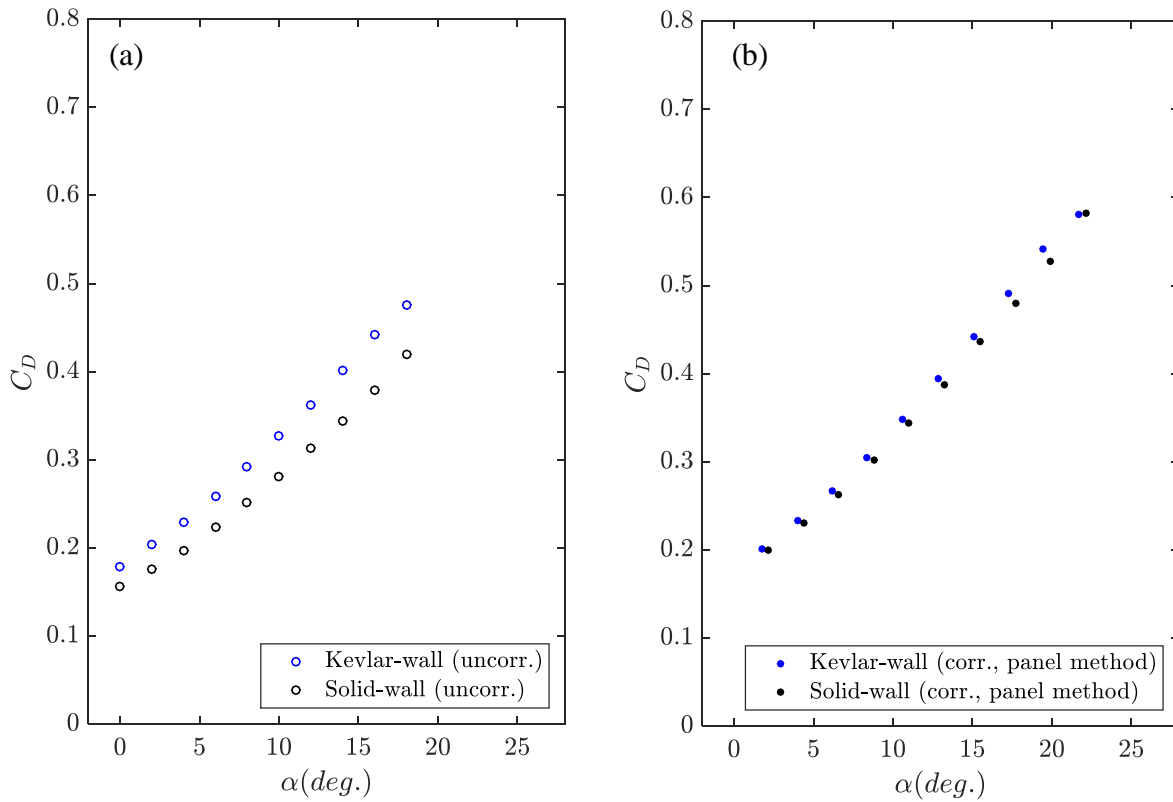 (a)
0.8
0.7
0.6
0.5
0.4
0.3
0.2
0.1
0
C_D
0 5 10 15 20 25
α(deg.)
Kevlar-wall (uncorr.)
Solid-wall (uncorr.)
(b)
0.8
0.7
0.6
0.5
0.4
0.3
0.2
0.1
0
C_D
0 5 10 15 20 25
α(deg.)
Kevlar-wall (corr., panel method)
Solid-wall (corr., panel method)